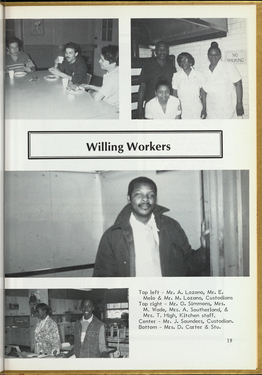 NO
SMOKING
Willing Workers
Top left - Mr. A. Lozano, Mr. E.
Melo & Mr. M. Lozano, Custodians
Top right - Mr. O. Simmons, Mrs.
M. Wade, Mrs. A. Southerland, &
Mrs. T. High, Kitchen staff.
Center - Mr. J. Saunders, Custodian.
Bottom - Mrs. D. Carter & Stu.
19